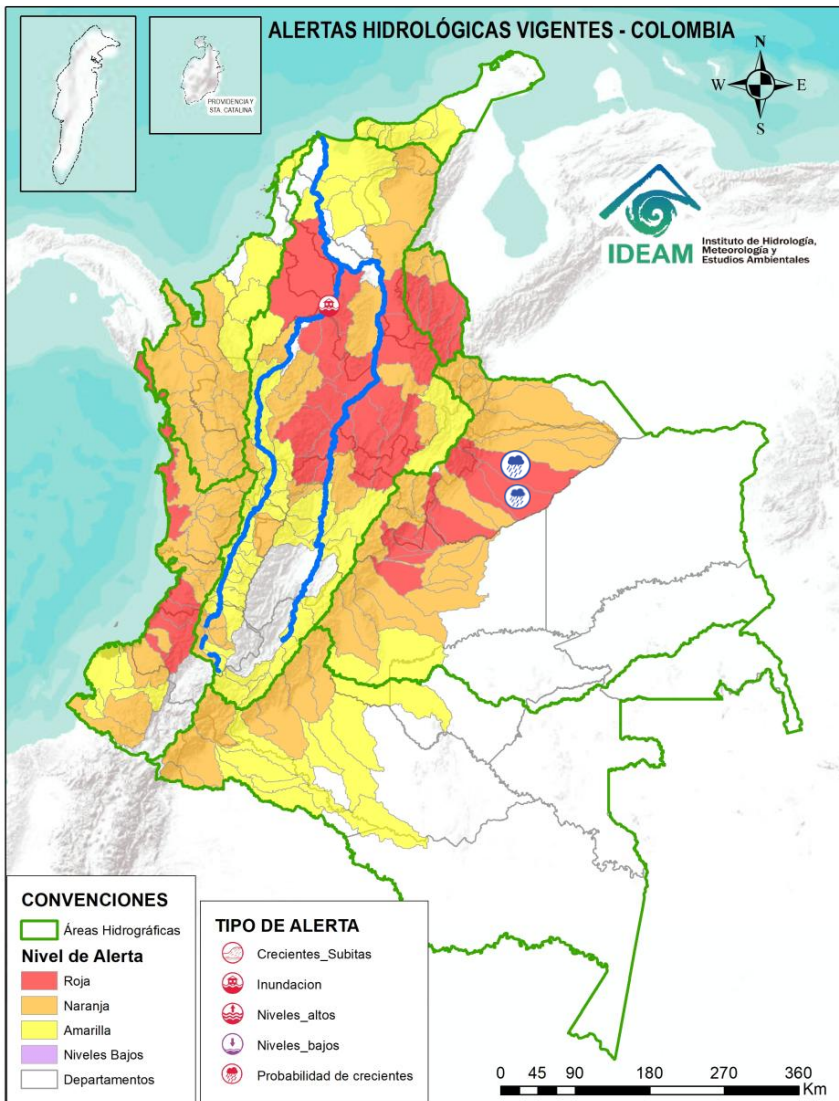 ALERTAS HIDROLÓGICAS VIGENTES - COLOMBIA
PROVIDENCIA Y
STA. CATALINA
N
W
E
S
IDEAM
Instituto de Hidrología,
Meteorología y
Estudios Ambientales
CONVENCIONES
Áreas Hidrográficas
Nivel de Alerta
Roja
Naranja
Amarilla
Niveles Bajos
Departamentos
TIPO DE ALERTA
Crecientes_Subitas
Inundacion
Niveles_altos
Niveles_bajos
Probabilidad de crecientes
0 45 90 180 270 360
Km